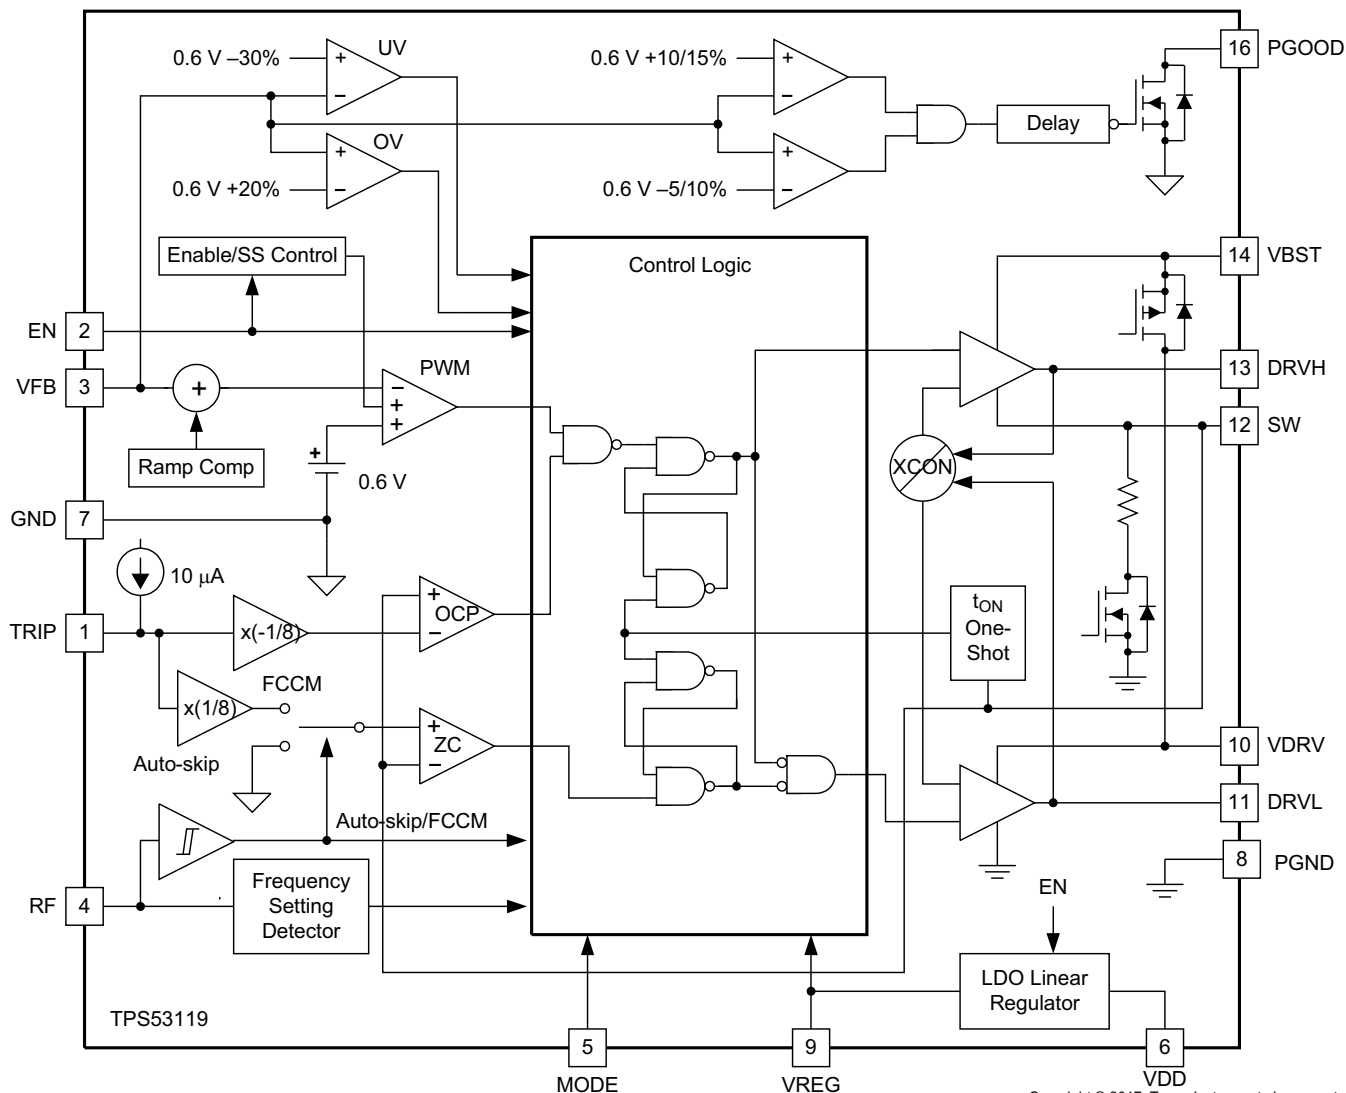 UV
0.6 V –30%
+
–
OV
+
0.6 V +20%
–
0.6 V +10/15%
+
–
+
0.6 V –5/10%
–
Delay
16
PGOOD
Enable/SS Control
Control Logic
14
VBST
EN
2
VFB
3
+
PWM
–
+
+
13
DRVH
12
SW
Ramp Comp
+
0.6 V
XCON
GND
7
10 µA
TRIP
1
x(-1/8)
+
OCP
–
tON
One-
Shot
x(1/8)
FCCM
Auto-skip
+
ZC
–
10
VDRV
11
DRVL
Auto-skip/FCCM
8
PGND
RF
4
Frequency
Setting
Detector
EN
LDO Linear
Regulator
TPS53119
5
MODE
9
VREG
6
VDD